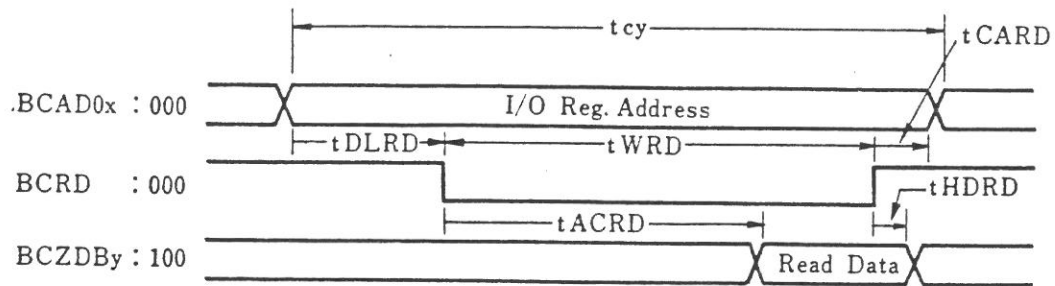 tcy
tCARD
.BCAD0x : 000
I/O Reg. Address
tDLRD
tWRD
BCRD : 000
tHDRD
tACRD
BCZDBy : 100
Read Data